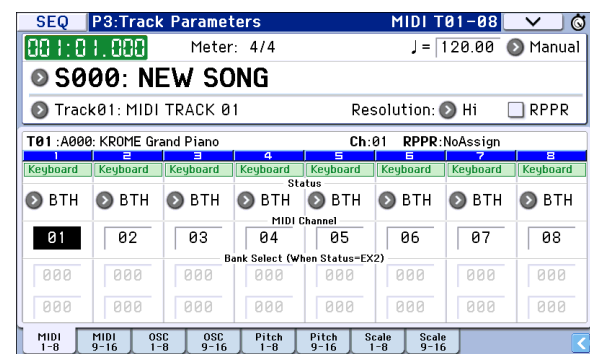 SEQ P3:Track Parameters MIDI T01-08
001:01.000 Meter: 4/4 ♩= 120.00 Manual
S000: NEW SONG
Track01: MIDI TRACK 01 Resolution: Hi RPPR
T01 :A000: KROME Grand Piano Ch:01 RPPR:NoAssign
1 2 3 4 5 6 7 8
Keyboard Keyboard Keyboard Keyboard Keyboard Keyboard Keyboard Keyboard
Status
BTH BTH BTH BTH BTH BTH BTH BTH
MIDI Channel
01 02 03 04 05 06 07 08
Bank Select (When Status=EX2)
000 000 000 000 000 000 000 000
000 000 000 000 000 000 000 000
MIDI MIDI OSC OSC Pitch Pitch Scale Scale
1-8 9-16 1-8 9-16 1-8 9-16 1-8 9-16